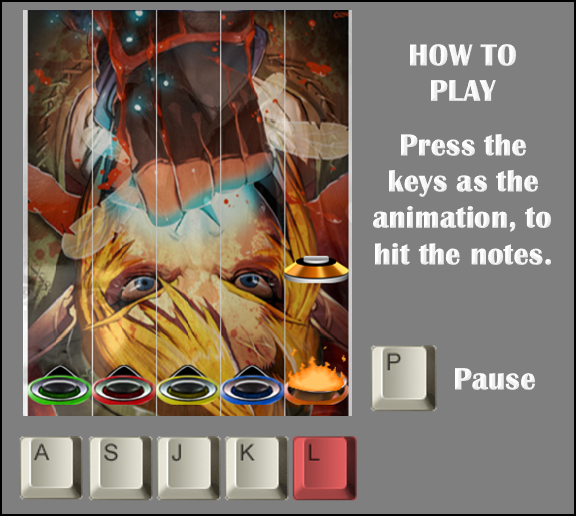 HOW TO
PLAY
Press the
keys as the
animation, to
hit the notes.
P
Pause
A
S
J
K
L